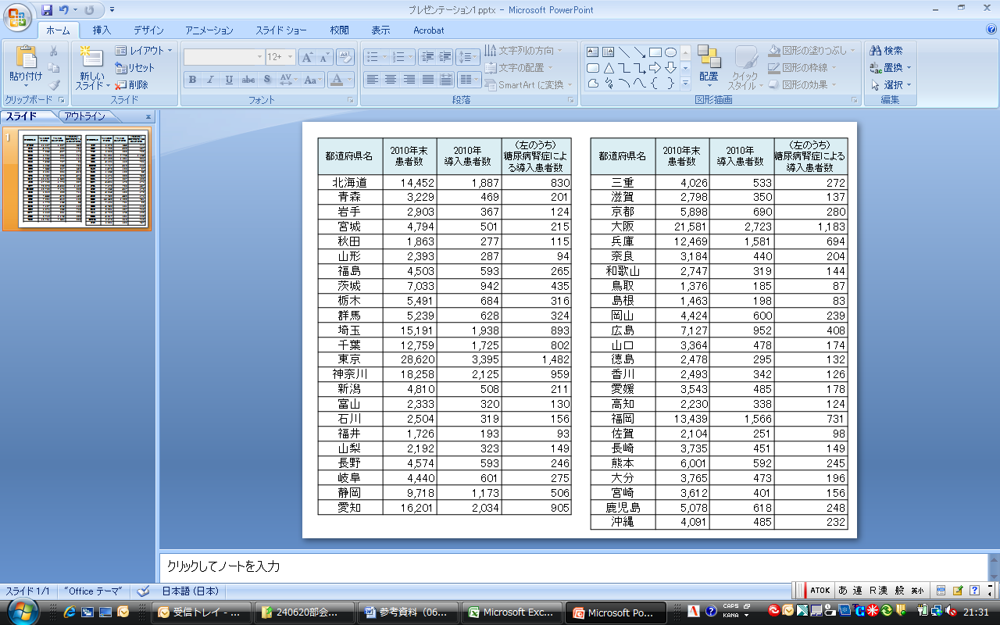 プレゼンテーション1.pptx - Microsoft PowerPoint
ホーム 挿入 デザイン アニメーション スライド ショー 校閲 表示 Acrobat
貼り付け
クリップボード
新しい
スライド
レイアウト
リセット
削除
スライド
12+
B I U abc S AV Aa A
フォント
文字列の方向
文字の配置
SmartArt に変換
段落
配置
クイック
スタイル
図形の塗りつぶし
図形の枠線
図形の効果
図形描画
検索
置換
選択
編集
スライド アウトライン
1
都道府県名 2010年末患者数 2010年導入患者数 (左のうち)糖尿病腎症による導入患者数
北海道 14,452 1,887 830
青森 3,229 469 201
岩手 2,903 367 124
宮城 4,794 501 215
秋田 1,863 277 115
山形 2,393 287 94
福島 4,503 593 265
茨城 7,033 942 435
栃木 5,491 684 316
群馬 5,239 628 324
埼玉 15,191 1,938 893
千葉 12,759 1,725 802
東京 28,620 3,395 1,482
神奈川 18,258 2,125 959
新潟 4,810 508 211
富山 2,333 320 130
石川 2,504 319 156
福井 1,726 193 93
山梨 2,192 323 149
長野 4,574 593 246
岐阜 4,440 601 275
静岡 9,718 1,173 506
愛知 16,201 2,034 905
都道府県名 2010年末患者数 2010年導入患者数 (左のうち)糖尿病腎症による導入患者数
三重 4,026 533 272
滋賀 2,798 350 137
京都 5,898 690 280
大阪 21,581 2,723 1,183
兵庫 12,469 1,581 694
奈良 3,184 440 204
和歌山 2,747 319 144
鳥取 1,376 185 87
島根 1,463 198 83
岡山 4,424 600 239
広島 7,127 952 408
山口 3,364 478 174
徳島 2,478 295 132
香川 2,493 342 126
愛媛 3,543 485 178
高知 2,230 338 124
福岡 13,439 1,566 731
佐賀 2,104 251 98
長崎 3,735 451 149
熊本 6,001 592 245
大分 3,765 473 196
宮崎 3,612 401 156
鹿児島 5,078 618 248
沖縄 4,091 485 232
クリックしてノートを入力
スライド 1/1 "Office テーマ" 日本語 (日本)
ATOK あ 連 R漢 般 英小
受信トレイ - ... 240620部会... 参考資料（06... Microsoft Exc... Microsoft Po...
A CAPS KANA 21:31